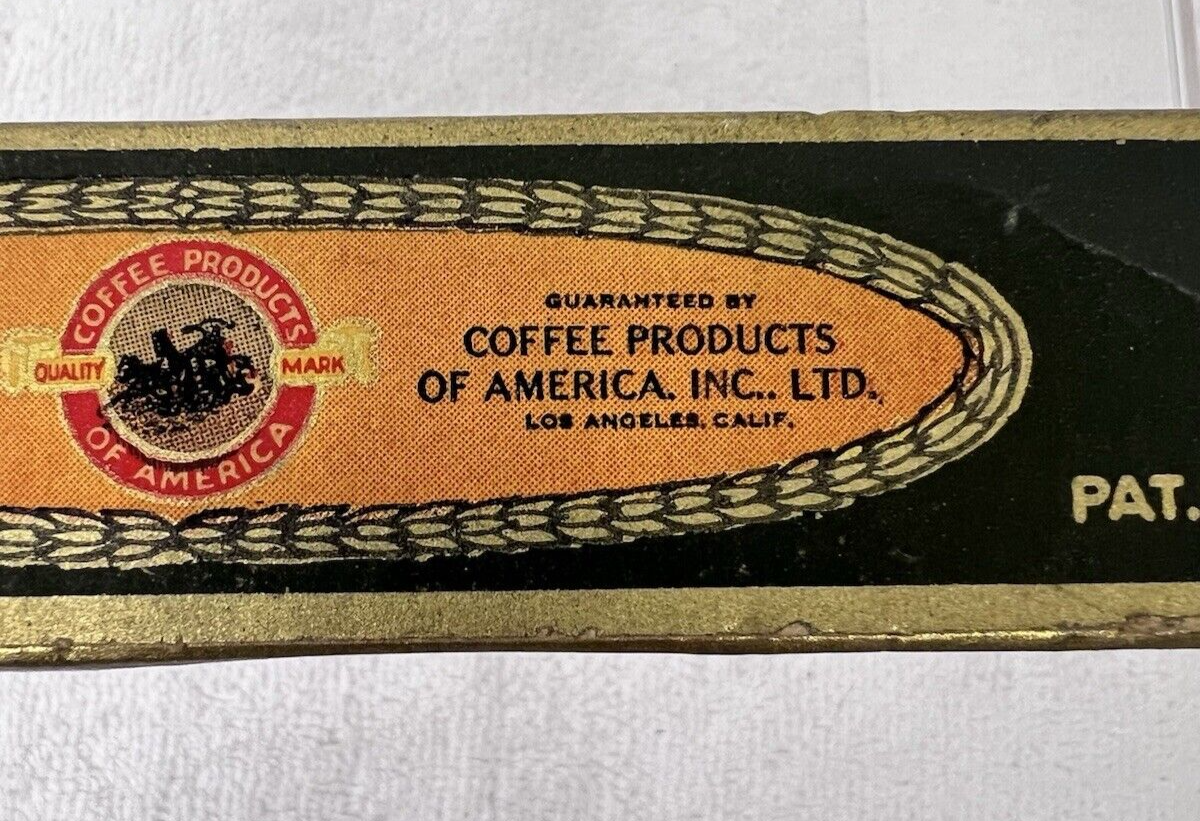 COFFEE PRODUCTS
QUALITY MARK
OF AMERICA
GUARANTEED BY
COFFEE PRODUCTS
OF AMERICA, INC., LTD.
LOS ANGELES, CALIF.
PAT.